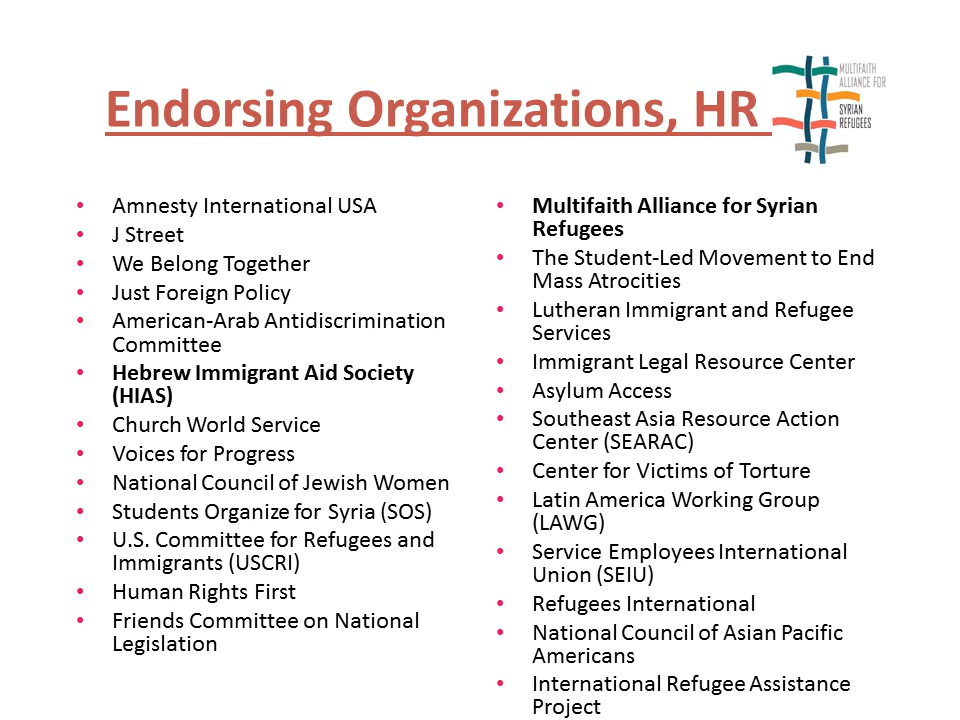 Endorsing Organizations, HR
MULTIFAITH
ALLIANCE FOR
SYRIAN
REFUGEES
• Amnesty International USA
• J Street
• We Belong Together
• Just Foreign Policy
• American-Arab Antidiscrimination
Committee
• Hebrew Immigrant Aid Society
(HIAS)
• Church World Service
• Voices for Progress
• National Council of Jewish Women
• Students Organize for Syria (SOS)
• U.S. Committee for Refugees and
Immigrants (USCRI)
• Human Rights First
• Friends Committee on National
Legislation
• Multifaith Alliance for Syrian
Refugees
• The Student-Led Movement to End
Mass Atrocities
• Lutheran Immigrant and Refugee
Services
• Immigrant Legal Resource Center
• Asylum Access
• Southeast Asia Resource Action
Center (SEARAC)
• Center for Victims of Torture
• Latin America Working Group
(LAWG)
• Service Employees International
Union (SEIU)
• Refugees International
• National Council of Asian Pacific
Americans
• International Refugee Assistance
Project